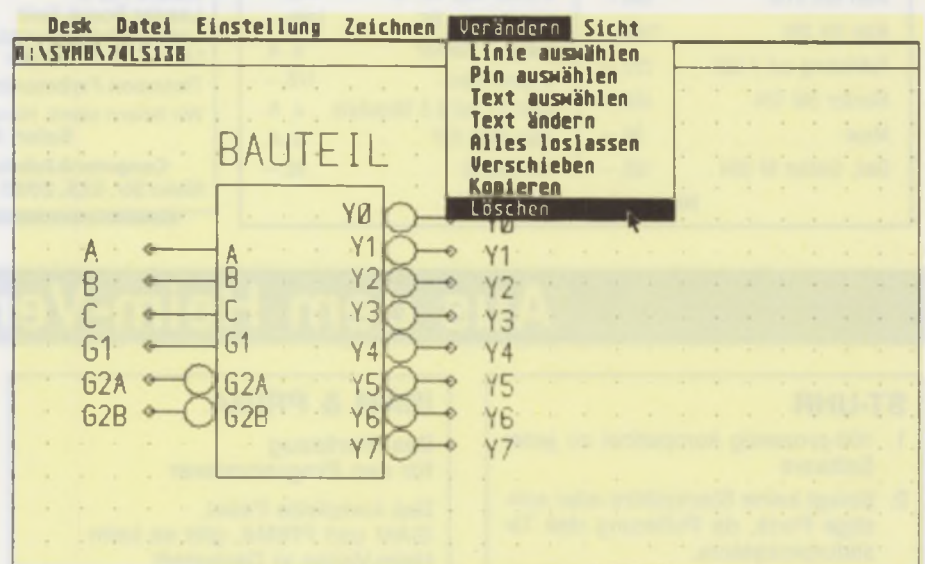 Desk Datei Einstellung Zeichnen Verändern Sicht
A:\SYMB\74LS138
Linie auswählen
Pin auswählen
Text auswählen
Text ändern
Alles loslassen
Verschieben
Kopieren
Löschen
BAUTEIL
Y0 Y0
A A Y1 Y1
B B Y2 Y2
C C Y3 Y3
G1 G1 Y4 Y4
G2A G2A Y5 Y5
G2B G2B Y6 Y6
Y7 Y7